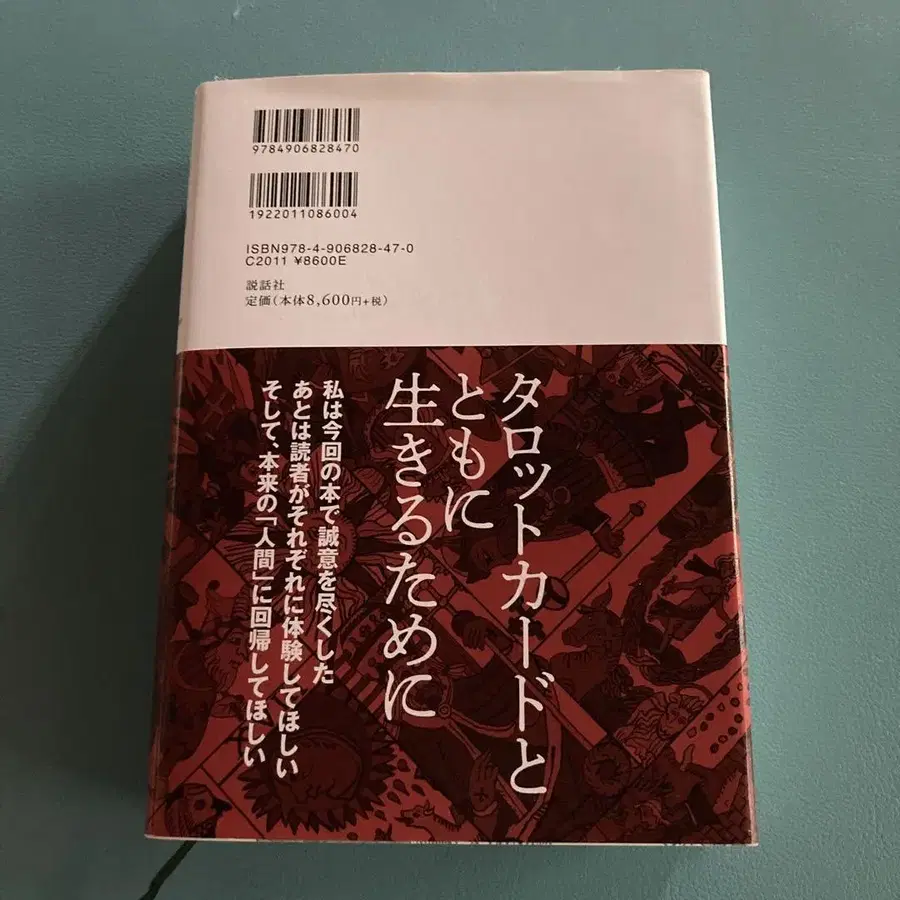 9784906828470
1922011086004
ISBN978-4-906828-47-0
C2011 ¥8600E
説話社
定価(本体8,600円+税)
タロットカードと
ともに
生きるために
私は今回の本で誠意を尽くした
あとは読者がそれぞれに体験してほしい
そして、本来の「人間」に回帰してほしい